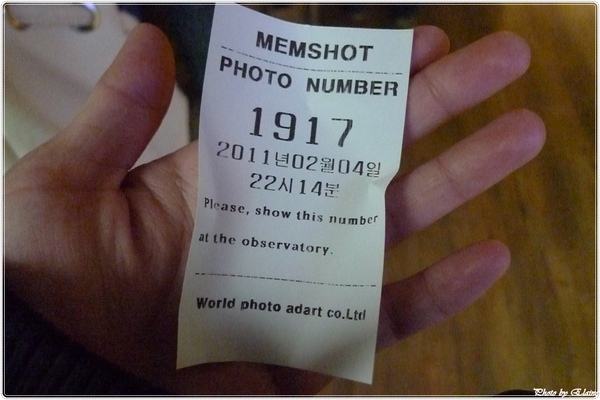 MEMSHOT
PHOTO NUMBER
1917
2011년02월04일
22시14분
Please, show this number
at the observatory.
World photo adart co.Ltd
Photo by Elaine